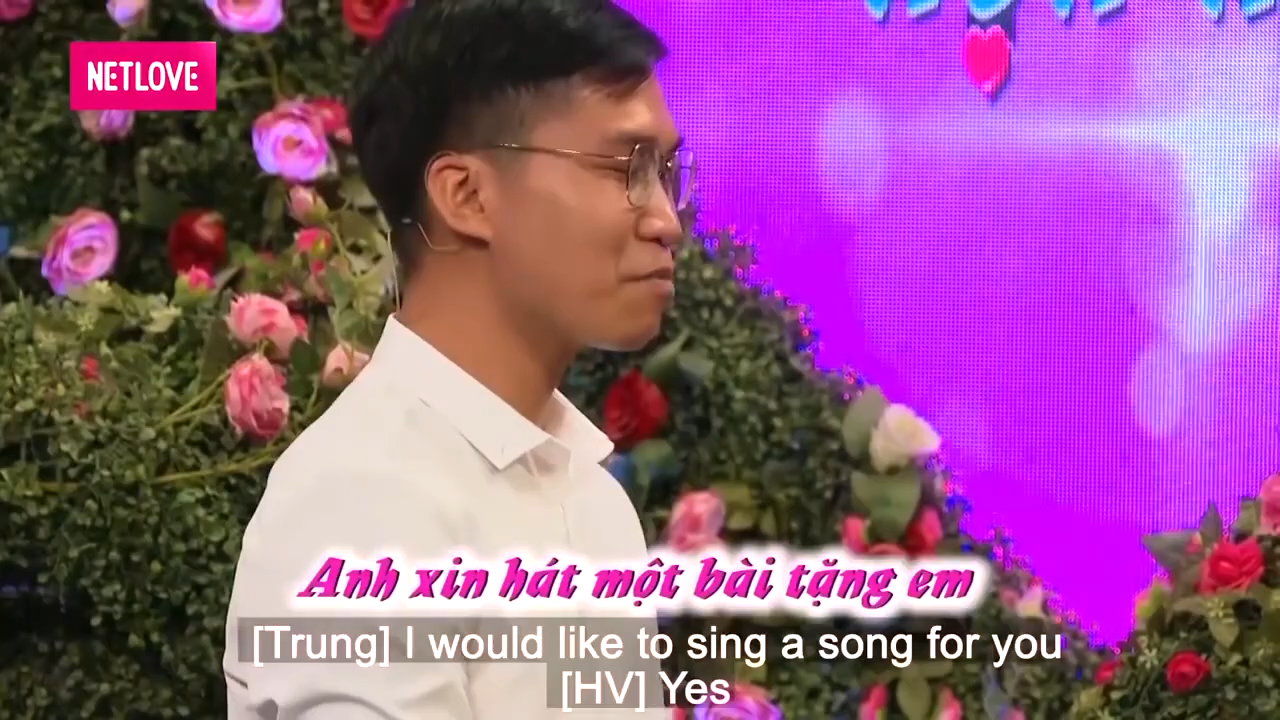 NETLOVE
Anh xin hát một bài tặng em
[Trung] I would like to sing a song for you
[HV] Yes